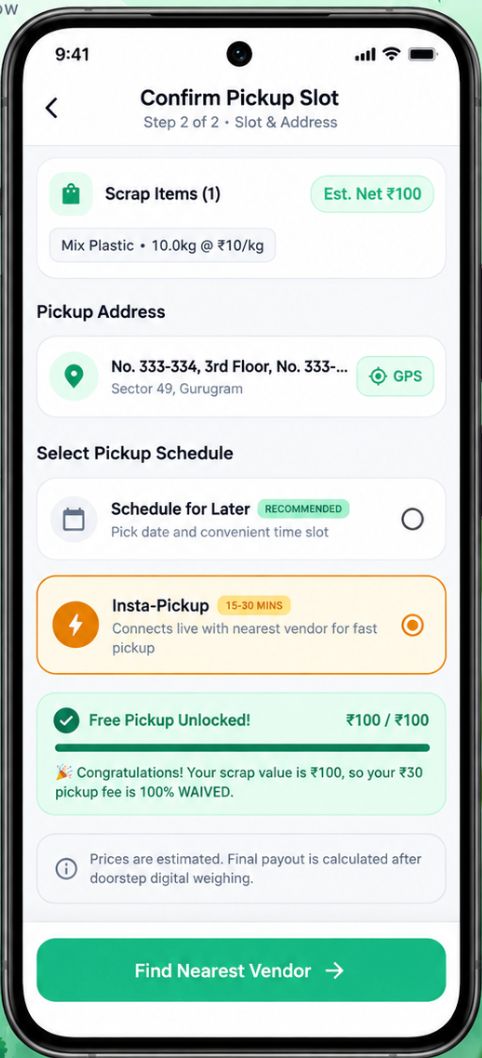 ow
9:41
Confirm Pickup Slot
Step 2 of 2 • Slot & Address
Scrap Items (1)
Est. Net ₹100
Mix Plastic • 10.0kg @ ₹10/kg
Pickup Address
No. 333-334, 3rd Floor, No. 333-...
Sector 49, Gurugram
GPS
Select Pickup Schedule
Schedule for Later RECOMMENDED
Pick date and convenient time slot
Insta-Pickup 15-30 MINS
Connects live with nearest vendor for fast
pickup
Free Pickup Unlocked! ₹100 / ₹100
🎉 Congratulations! Your scrap value is ₹100, so your ₹30
pickup fee is 100% WAIVED.
Prices are estimated. Final payout is calculated after
doorstep digital weighing.
Find Nearest Vendor →